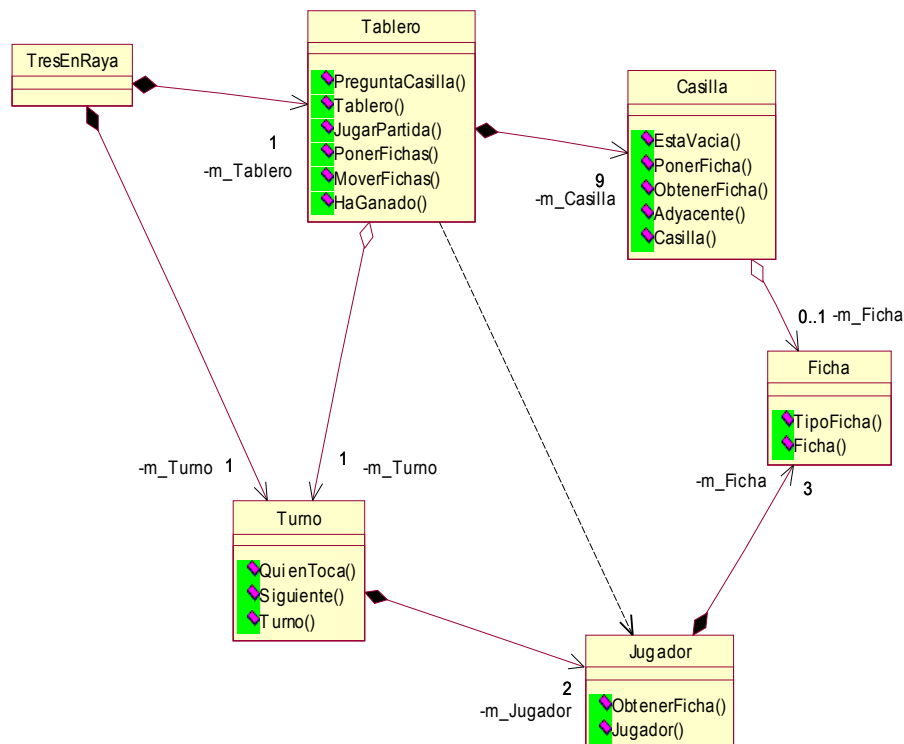 TresEnRaya
Tablero
PreguntaCasilla()
Tablero()
JugarPartida()
PonerFichas()
MoverFichas()
HaGanado()
1
-m_Tablero
Casilla
EstaVacia()
PonerFicha()
ObtenerFicha()
Adyacente()
Casilla()
9
-m_Casilla
0..1 -m_Ficha
Ficha
TipoFicha()
Ficha()
-m_Ficha
3
-m_Turno 1
1 -m_Turno
Turno
QuienToca()
Siguiente()
Turno()
2
-m_Jugador
Jugador
ObtenerFicha()
Jugador()